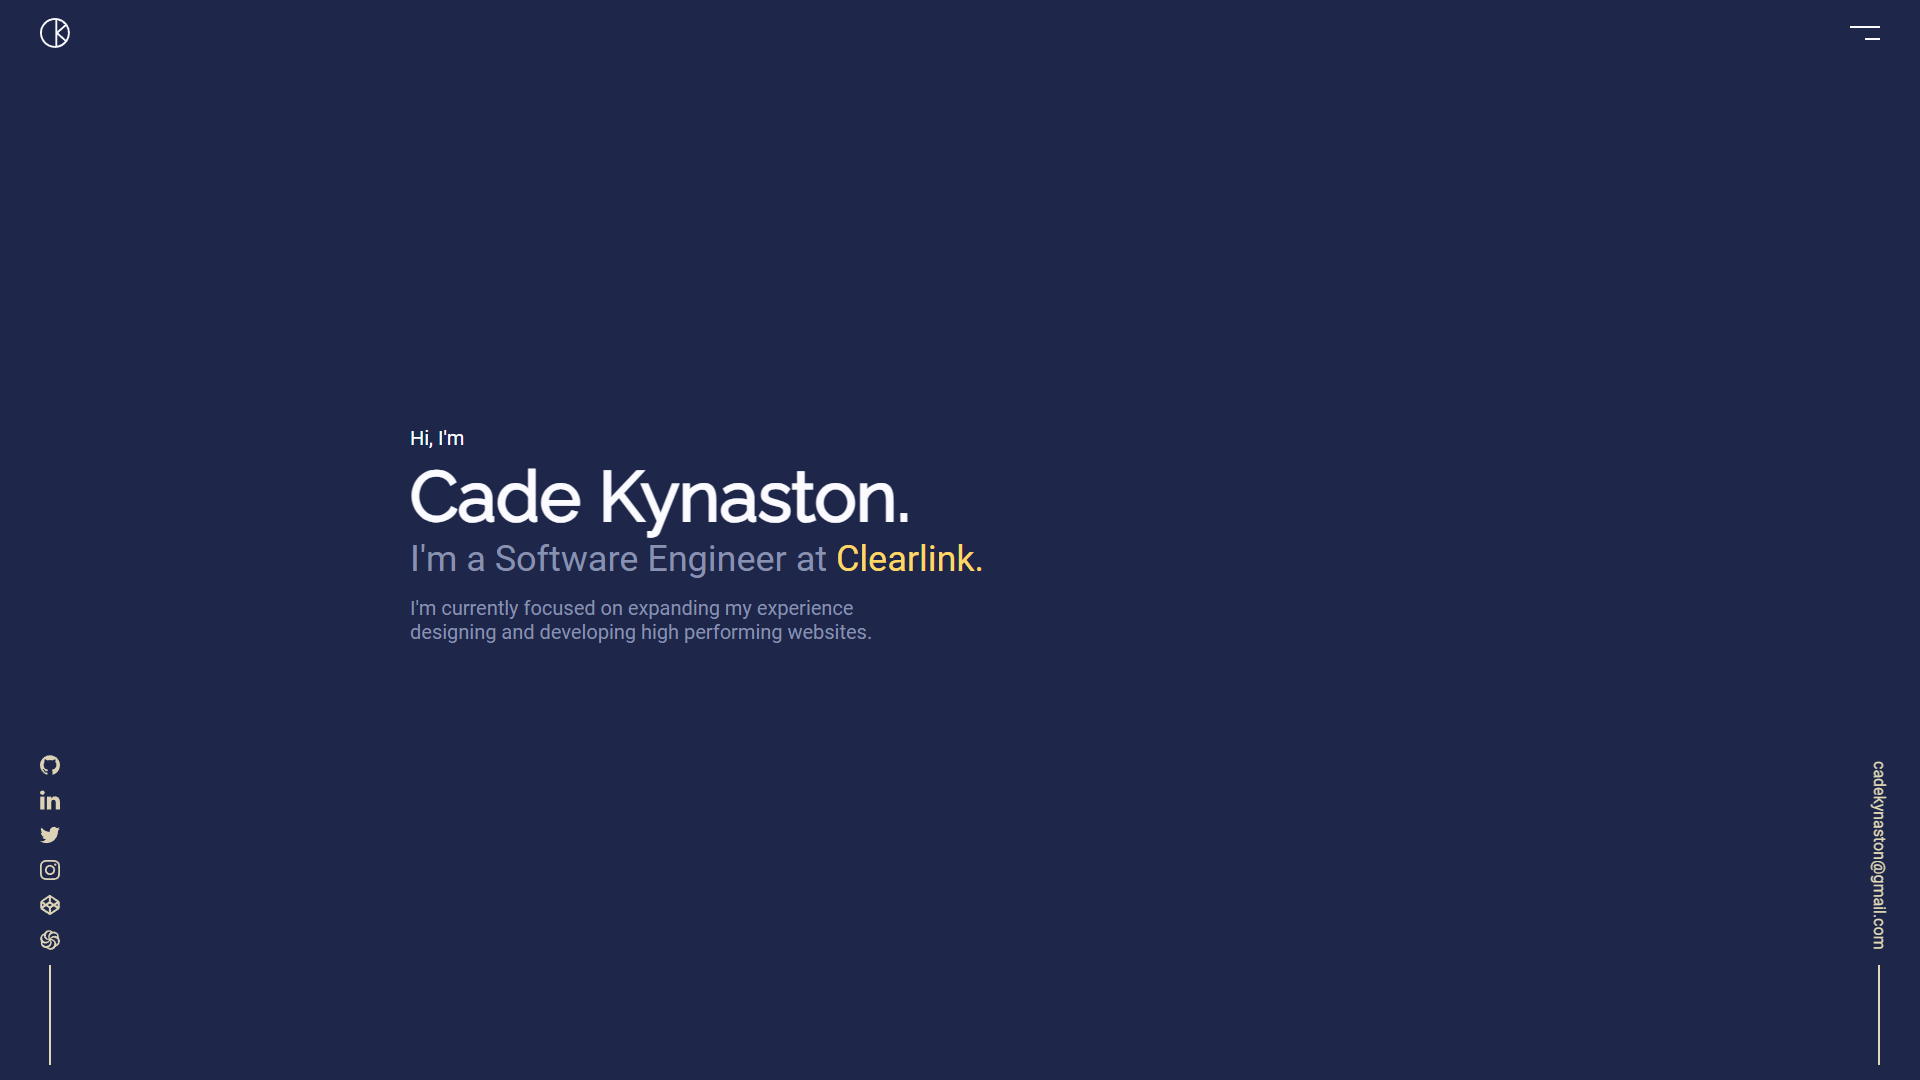 Hi, I'm
Cade Kynaston.
I'm a Software Engineer at Clearlink.
I'm currently focused on expanding my experience
designing and developing high performing websites.
cadekynaston@gmail.com